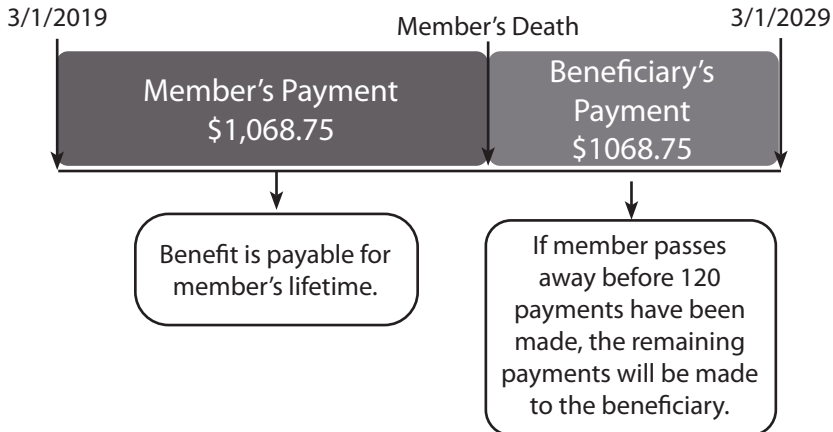 3/1/2019
Member’s Death
3/1/2029
Member’s Payment
$1,068.75
Beneficiary’s
Payment
$1068.75
Benefit is payable for
member’s lifetime.
If member passes
away before 120
payments have been
made, the remaining
payments will be made
to the beneficiary.